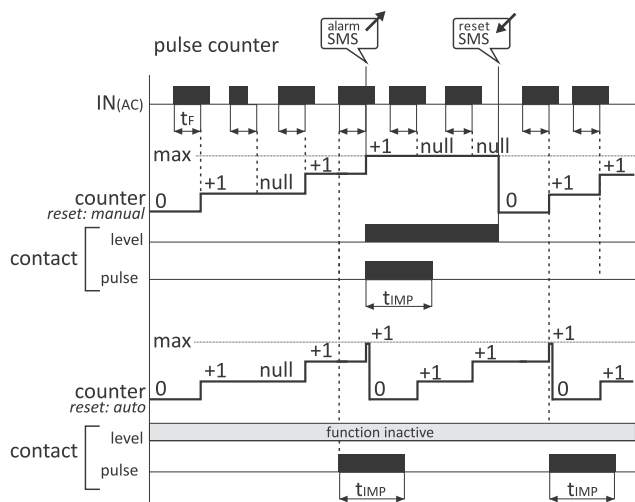 pulse counter
alarm SMS
reset SMS
IN(AC)
tF
max
+1 null null
0 +1 null +1 0 +1 +1
counter
reset: manual
contact
level
pulse
tIMP
max
+1 +1
0 +1 null +1 0 +1 +1 0 +1
counter
reset: auto
contact
level
function inactive
pulse
tIMP tIMP